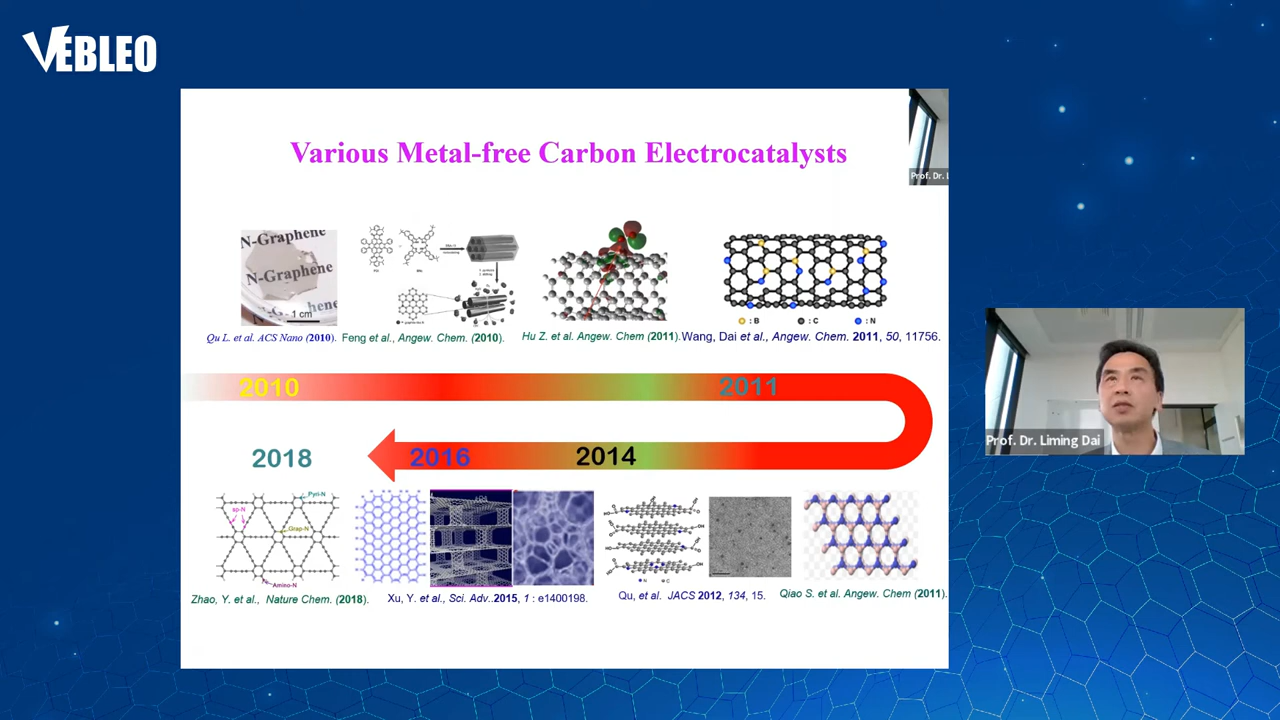 VEBLEO
Various Metal-free Carbon Electrocatalysts
Prof. Dr. L
N-Graphene
N-Graphene
1 cm
: B : C : N
Qu L. et al. ACS Nano (2010). Feng et al., Angew. Chem. (2010). Hu Z. et al. Angew. Chem (2011). Wang, Dai et al., Angew. Chem. 2011, 50, 11756.
2010 2011
2018 2016 2014
Prof. Dr. Liming Dai
Pyri-N
sp-N
Grap-N
Amino-N
N C
Zhao, Y. et al., Nature Chem. (2018). Xu, Y. et al., Sci. Adv..2015, 1 : e1400198. Qu, et al. JACS 2012, 134, 15. Qiao S. et al. Angew. Chem (2011).